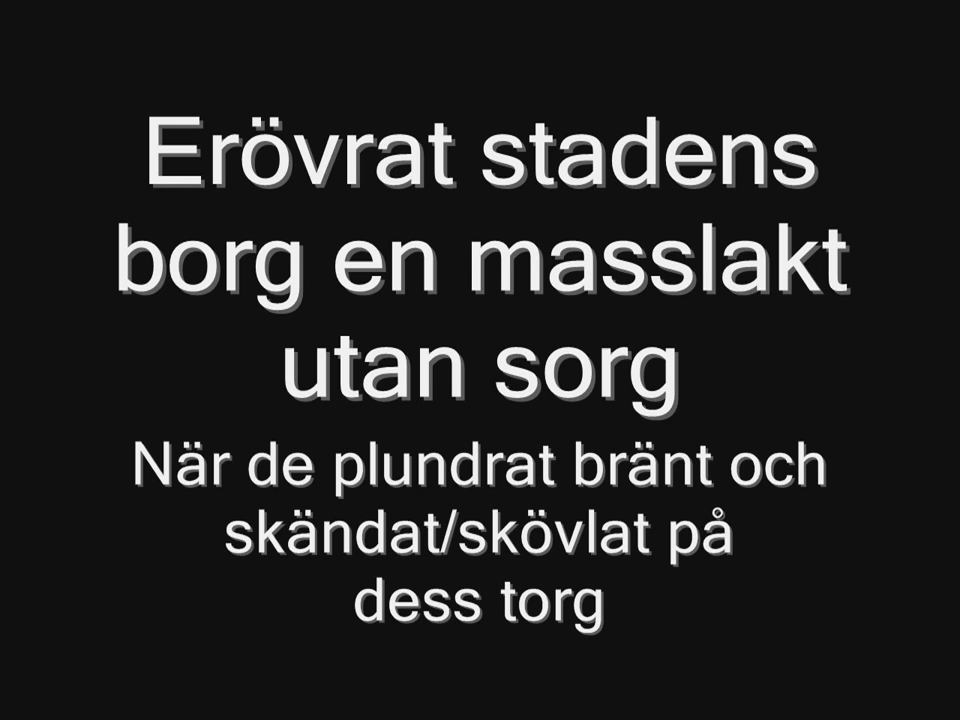 Erövrat stadens
borg en masslakt
utan sorg
När de plundrat bränt och
skändat/skövlat på
dess torg